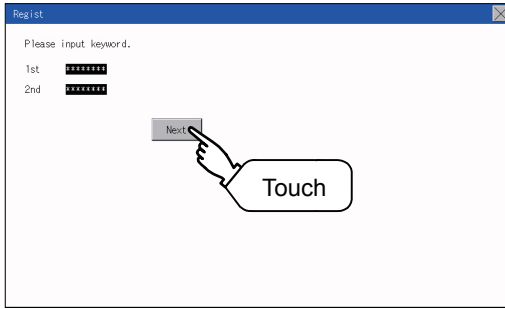 Regist
Please input keyword.
1st ********
2nd ********
Next
Touch